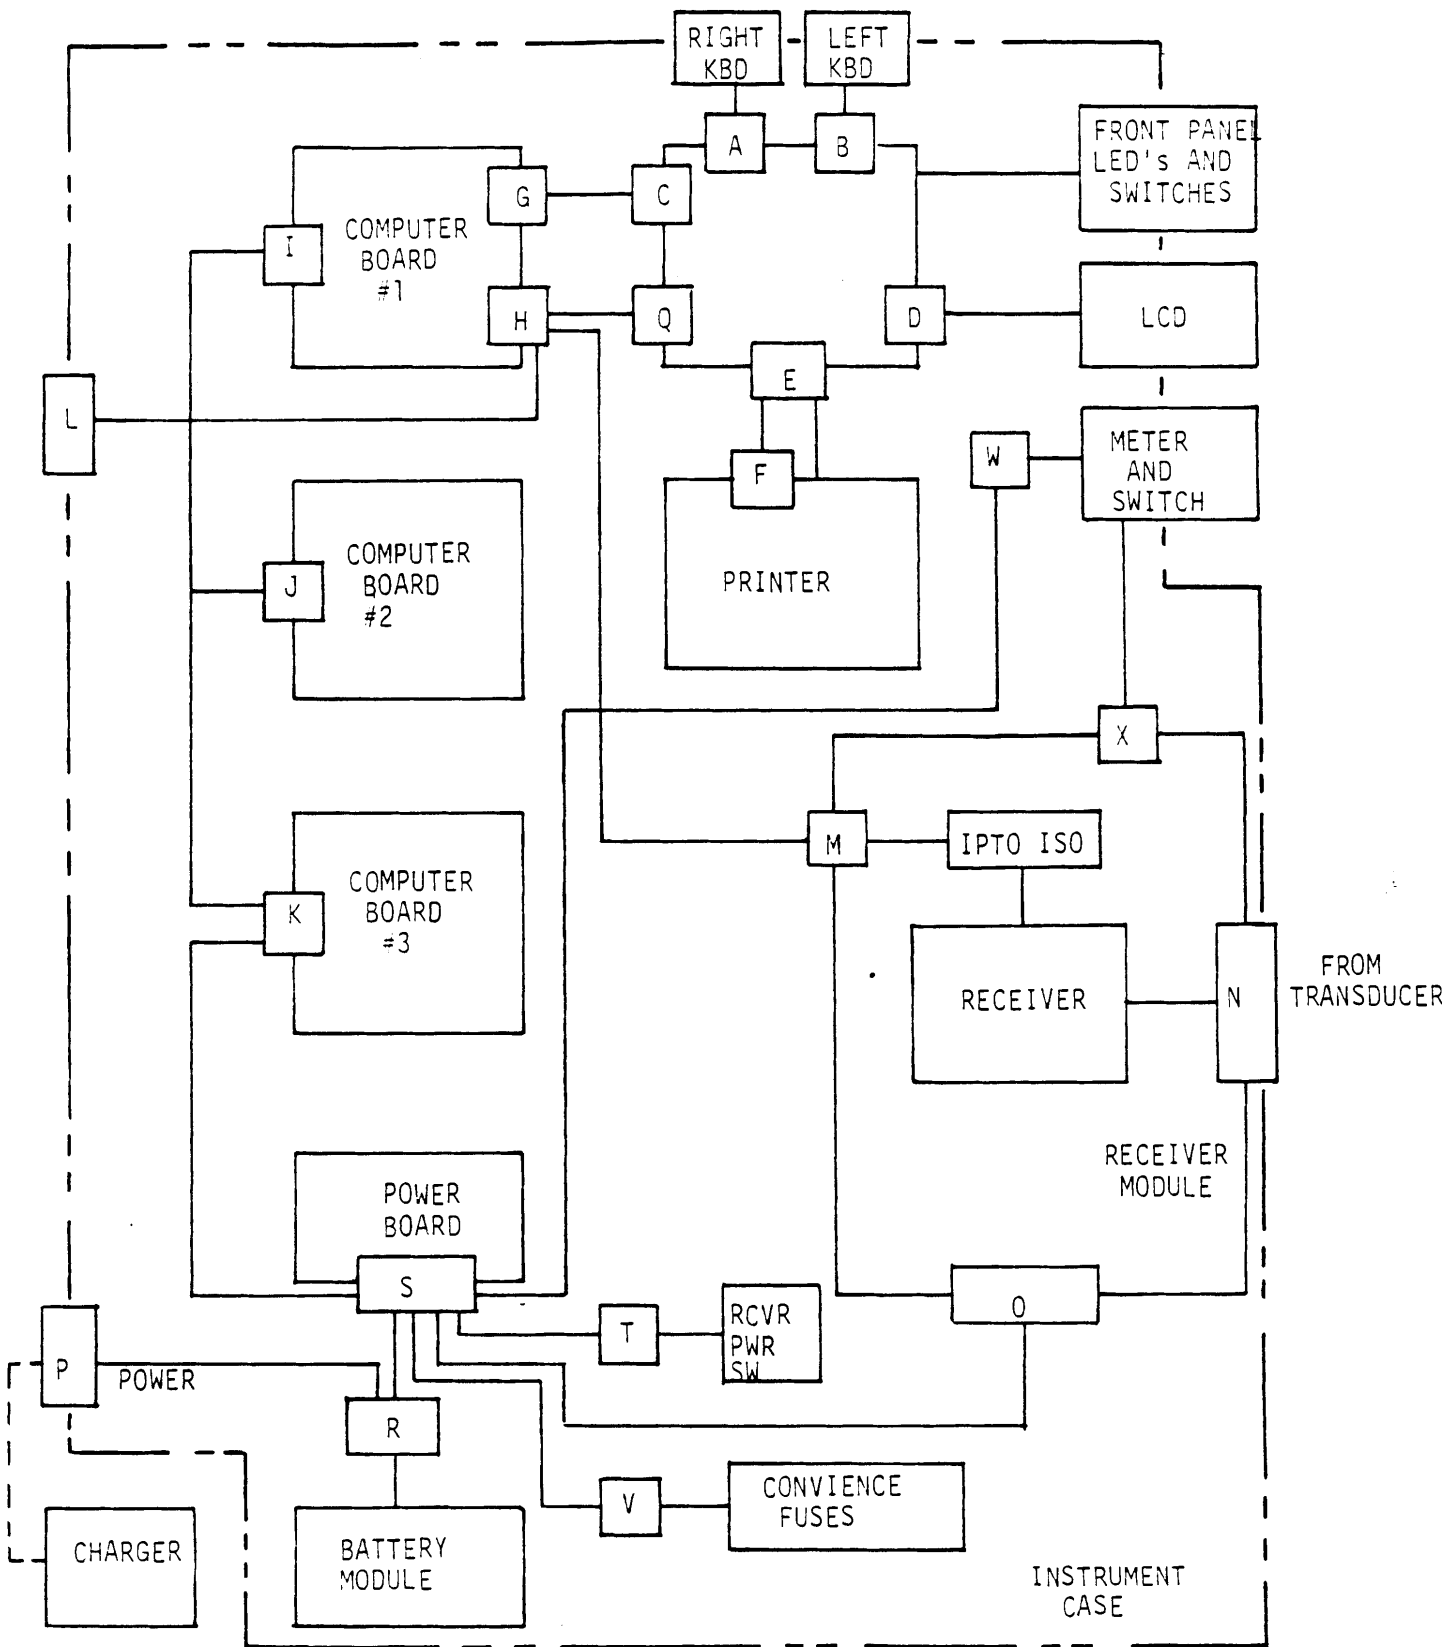 RIGHT
KBD
LEFT
KBD
A
B
FRONT PANEL
LED's AND
SWITCHES
G
C
I
COMPUTER
BOARD
#1
H
Q
D
LCD
E
L
W
METER
AND
SWITCH
F
COMPUTER
BOARD
#2
J
PRINTER
X
M
IPTO ISO
COMPUTER
BOARD
#3
K
RECEIVER
N
FROM
TRANSDUCER
RECEIVER
MODULE
POWER
BOARD
S
O
T
RCVR
PWR
SW
P
POWER
R
V
CONVIENCE
FUSES
CHARGER
BATTERY
MODULE
INSTRUMENT
CASE